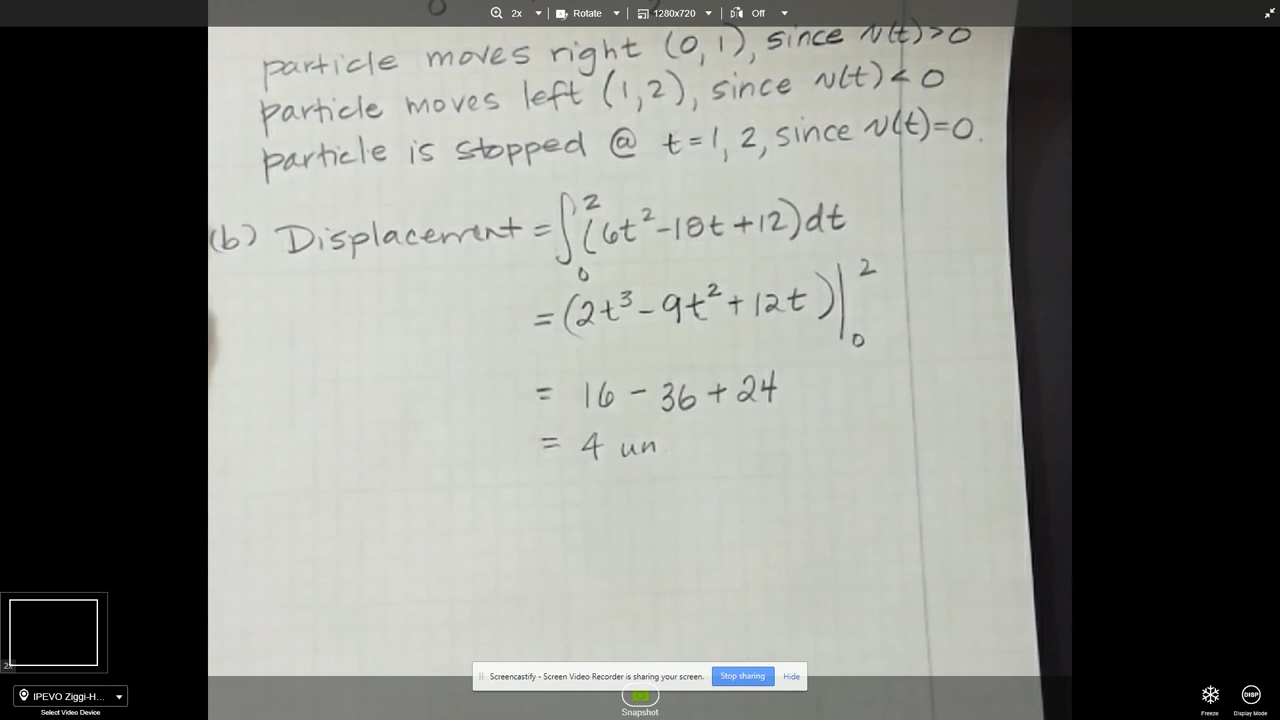 2x Rotate 1280x720 Off
particle moves right (0, 1), since v(t) > 0
particle moves left (1, 2), since v(t) < 0
particle is stopped @ t = 1, 2, since v(t) = 0.
(b) Displacement = ∫₀² (6t² - 18t + 12) dt
= (2t³ - 9t² + 12t) |₀²
= 16 - 36 + 24
= 4 un
2x
IPEVO Ziggi-H...
Select Video Device
Screencastify - Screen Video Recorder is sharing your screen. Stop sharing Hide
Snapshot
DISP
Freeze Display Mode